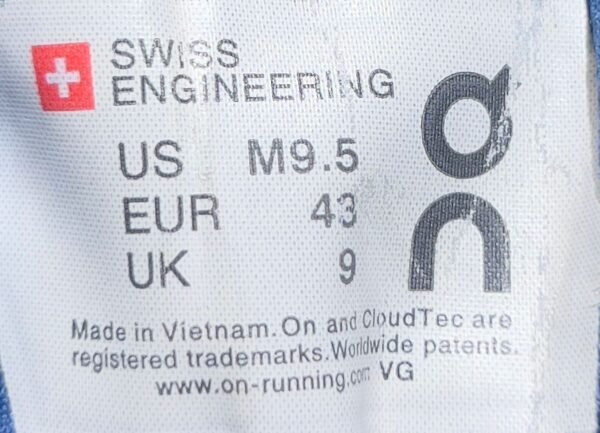 SWISS
ENGINEERING
US M9.5
EUR 43
UK 9
on
Made in Vietnam. On and CloudTec are
registered trademarks. Worldwide patents.
www.on-running.com VG